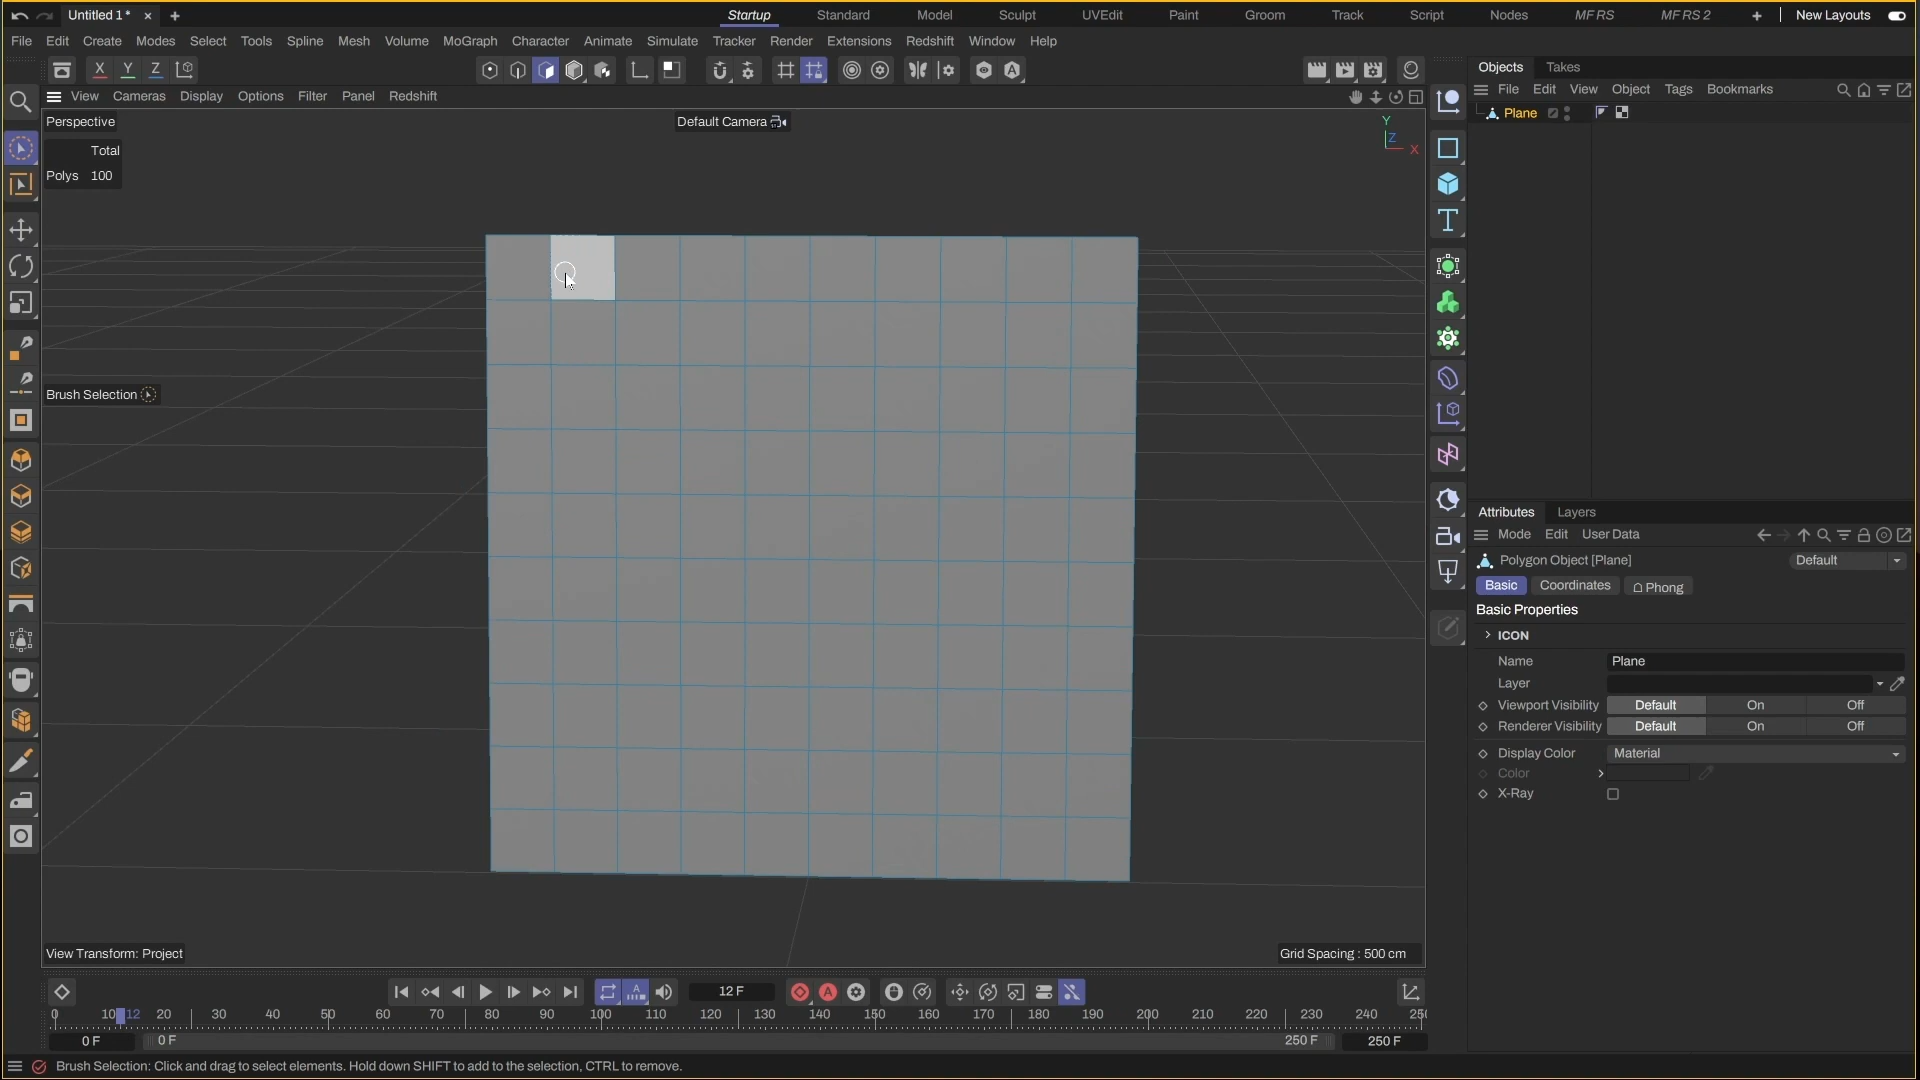 Untitled 1 *
Startup Standard Model Sculpt UVEdit Paint Groom Track Script Nodes MF RS MF RS 2 New Layouts
File Edit Create Modes Select Tools Spline Mesh Volume MoGraph Character Animate Simulate Tracker Render Extensions Redshift Window Help
X Y Z
Objects Takes
File Edit View Object Tags Bookmarks
View Cameras Display Options Filter Panel Redshift
Plane
Perspective
Default Camera
Y
Z
X
Total
Polys 100
Brush Selection
Attributes Layers
Mode Edit User Data
Polygon Object [Plane]
Default
Basic Coordinates Phong
Basic Properties
ICON
Name Plane
Layer
Viewport Visibility Default On Off
Renderer Visibility Default On Off
Display Color Material
Color
X-Ray
View Transform: Project
Grid Spacing : 500 cm
12 F
0 10 12 20 30 40 50 60 70 80 90 100 110 120 130 140 150 160 170 180 190 200 210 220 230 240
0 F 0 F 250 F 250 F
Brush Selection: Click and drag to select elements. Hold down SHIFT to add to the selection, CTRL to remove.